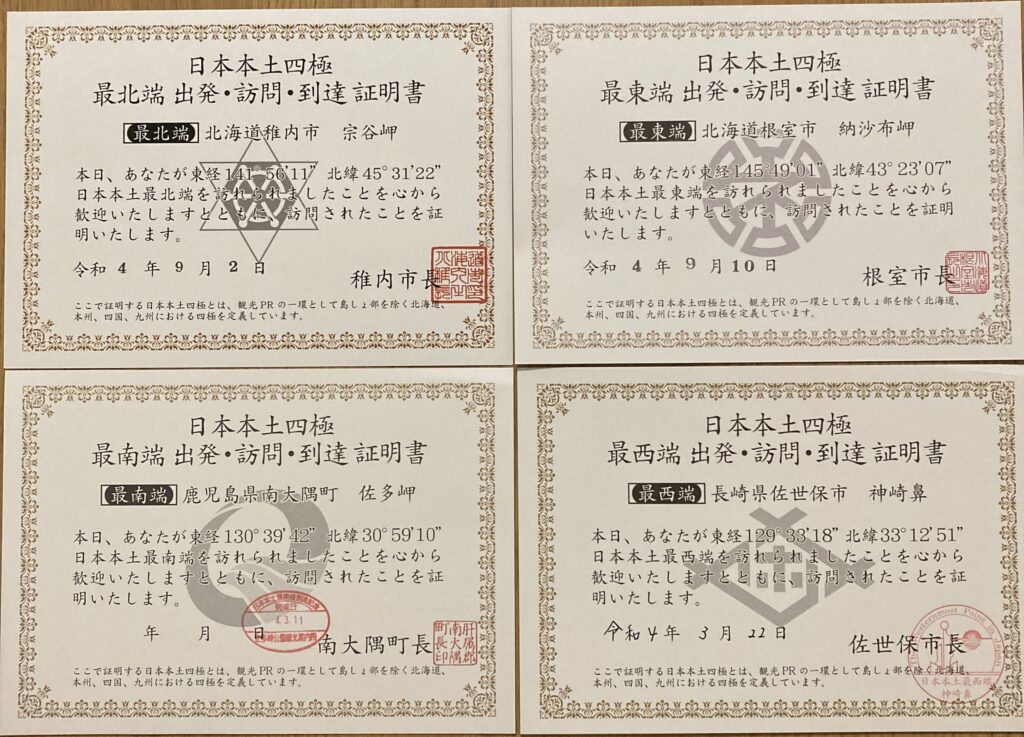 日本本土四極
最北端 出発・訪問・到達 証明書
【最北端】北海道稚内市 宗谷岬
本日、あなたが東経141°56’11” 北緯45°31’22”
日本本土最北端を訪れられましたことを心から
歓迎いたしますとともに、訪問されたことを証
明いたします。
令和 4 年 9 月 2 日
稚内市長
ここで証明する日本本土四極とは、観光PRの一環として島しょ部を除く北海道、
本州、四国、九州における四極を定義しています。
日本本土四極
最東端 出発・訪問・到達 証明書
【最東端】北海道根室市 納沙布岬
本日、あなたが東経145°49’01” 北緯43°23’07”
日本本土最東端を訪れられましたことを心から
歓迎いたしますとともに、訪問されたことを証明
いたします。
令和 4 年 9 月 10 日
根室市長
ここで証明する日本本土四極とは、観光PRの一環として島しょ部を除く北海道、
本州、四国、九州における四極を定義しています。
日本本土四極
最南端 出発・訪問・到達 証明書
【最南端】鹿児島県南大隅町 佐多岬
本日、あなたが東経130°39’42” 北緯30°59’10”
日本本土最南端を訪れられましたことを心から
歓迎いたしますとともに、訪問されたことを証
明いたします。
年 月 日
4.3.11
南大隅町長
肝属郡南大隅町長印
ここで証明する日本本土四極とは、観光PRの一環として島しょ部を除く北海道、
本州、四国、九州における四極を定義しています。
日本本土四極
最西端 出発・訪問・到達 証明書
【最西端】長崎県佐世保市 神崎鼻
本日、あなたが東経129°33’18” 北緯33°12’51”
日本本土最西端を訪れられましたことを心から
歓迎いたしますとともに、訪問されたことを証
明いたします。
令和4年 3月 22日
佐世保市長
日本本土最西端
神崎鼻
ここで証明する日本本土四極とは、観光PRの一環として島しょ部を除く北海道、
本州、四国、九州における四極を定義しています。